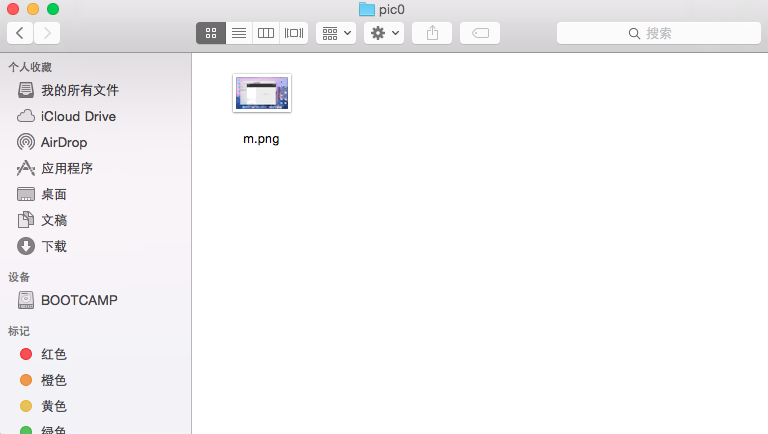 pic0
搜索
个人收藏
我的所有文件
iCloud Drive
AirDrop
应用程序
桌面
文稿
下载
设备
BOOTCAMP
标记
红色
橙色
黄色
绿色
m.png